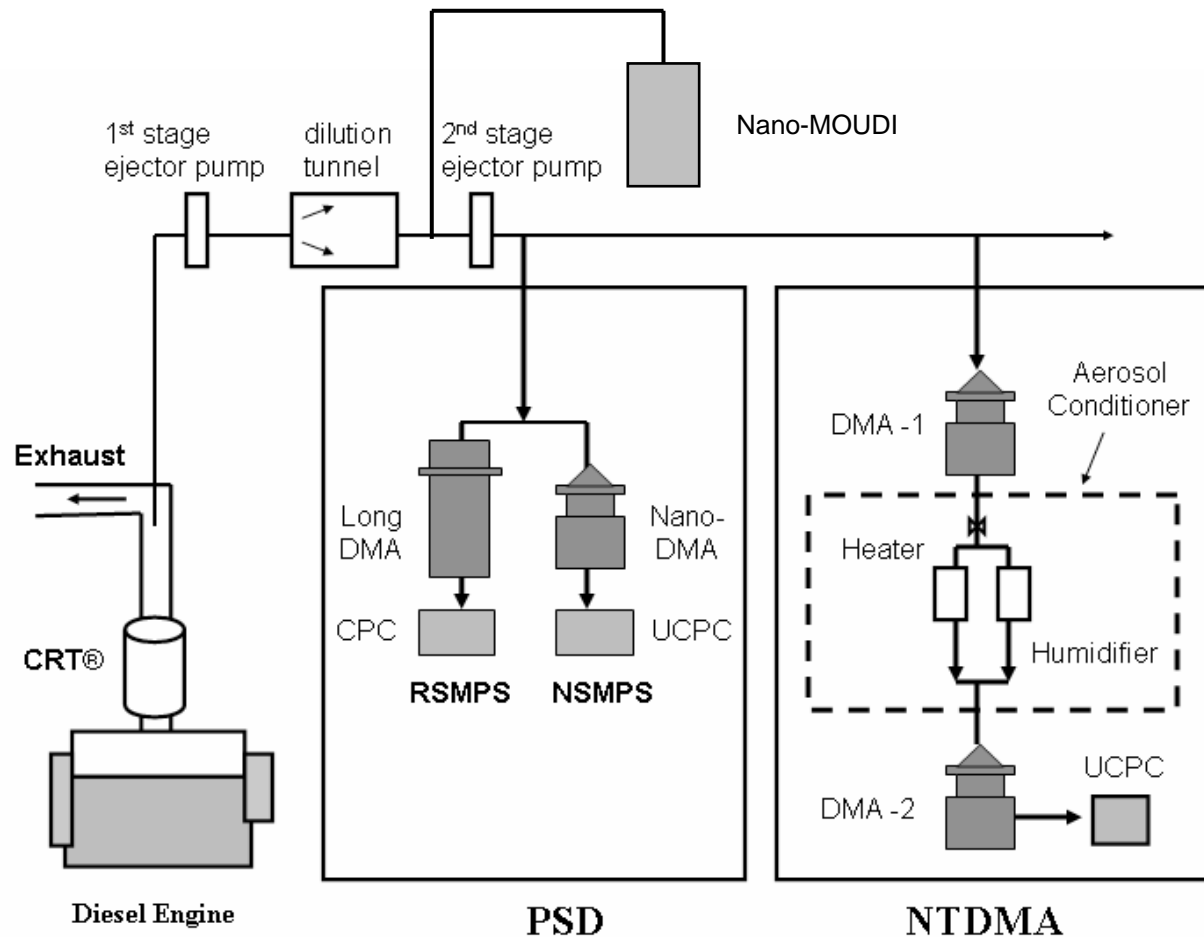 1st stage
ejector pump
dilution
tunnel
2nd stage
ejector pump
Nano-MOUDI
Exhaust
CRT®
Diesel Engine
Long
DMA
Nano-
DMA
CPC
UCPC
RSMPS
NSMPS
PSD
DMA -1
Aerosol
Conditioner
Heater
Humidifier
DMA -2
UCPC
NTDMA